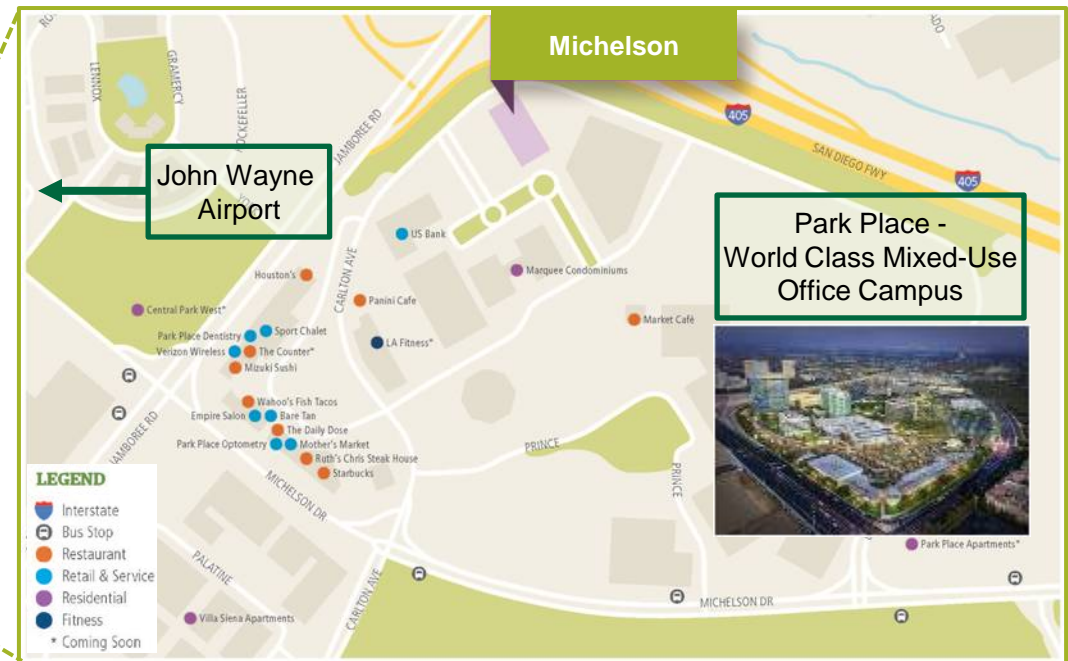 Michelson
LENNOX
GRAMERCY
JAMBOREE RD
405
SAN DIEGO FWY
405
John Wayne
Airport
Park Place -
World Class Mixed-Use
Office Campus
US Bank
CARLTON AVE
Houston's
Marquee Condominiums
Panini Cafe
Central Park West*
Market Café
Sport Chalet
Park Place Dentistry
LA Fitness*
Verizon Wireless
The Counter*
Mizuki Sushi
Wahoo's Fish Tacos
Empire Salon
Bare Tan
The Daily Dose
JAMBOREE RD
Park Place Optometry
Mother's Market
PRINCE
Ruth's Chris Steak House
Starbucks
PRINCE
MICHELSON DR
LEGEND
Interstate
Bus Stop
Restaurant
Retail & Service
Residential
Fitness
* Coming Soon
Park Place Apartments*
PALATINE
CARLTON AVE
MICHELSON DR
Villa Siena Apartments